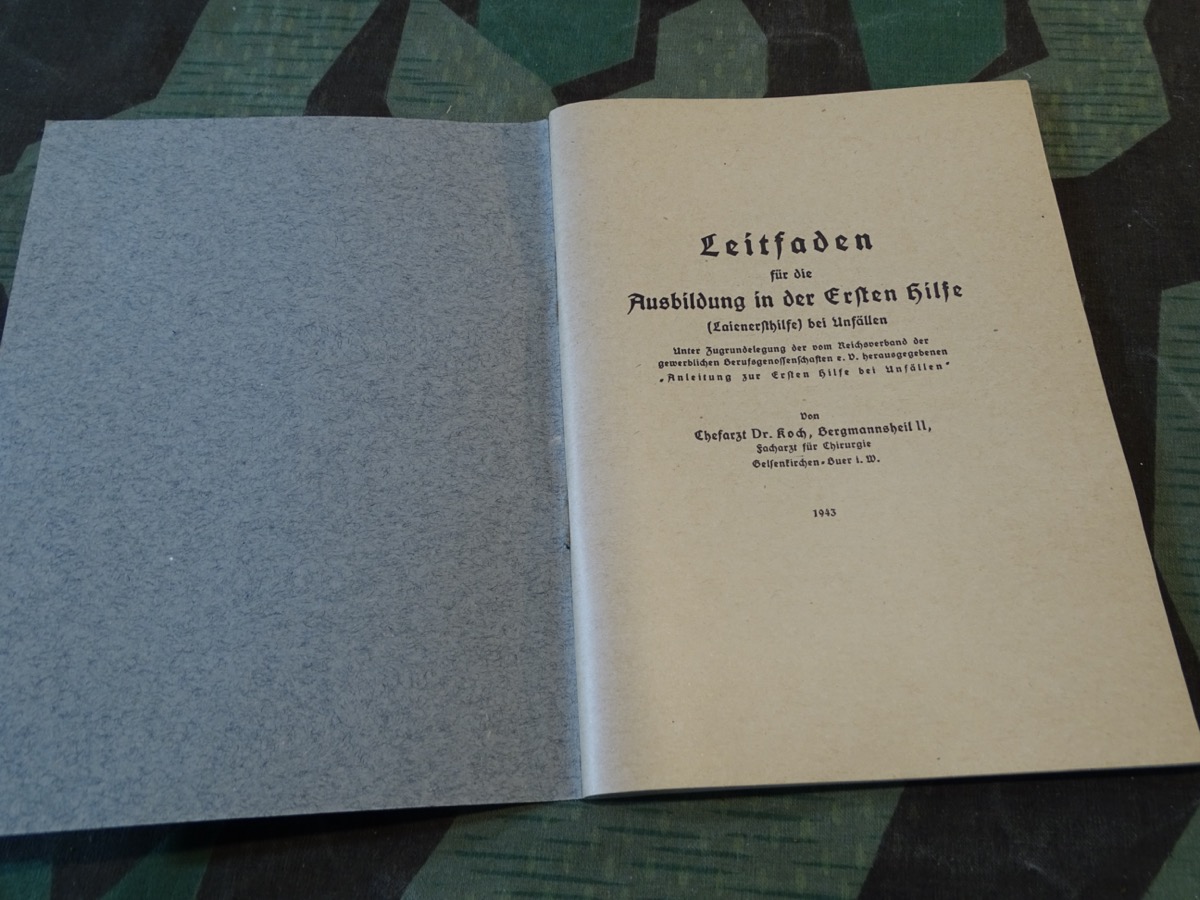 Leitfaden
für die
Ausbildung in der Ersten Hilfe
(Laienersthilfe) bei Unfällen
Unter Zugrundelegung der vom Reichsverband der
gewerblichen Berufsgenossenschaften e. V. herausgegebenen
„Anleitung zur Ersten Hilfe bei Unfällen“
Von
Chefarzt Dr. Koch, Bergmannsheil II,
Facharzt für Chirurgie
Gelsenkirchen-Buer i. W.
1943